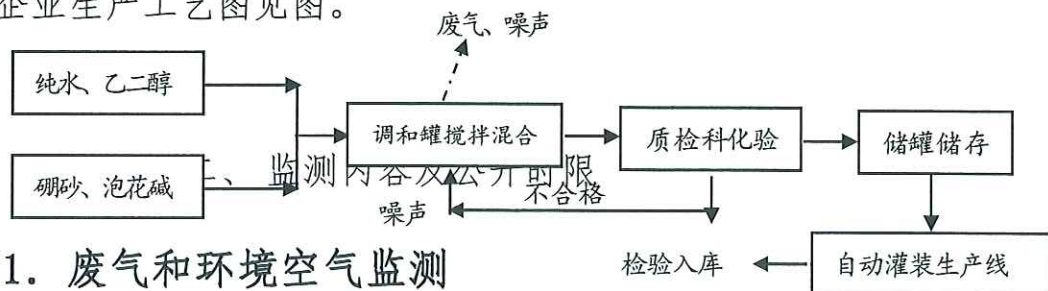 企业生产工艺图见图。
废气、噪声
纯水、乙二醇
调和罐搅拌混合
质检科化验
储罐储存
硼砂、泡花碱
二、监测内容及公开时限
噪声
不合格
1. 废气和环境空气监测
检验入库
自动灌装生产线